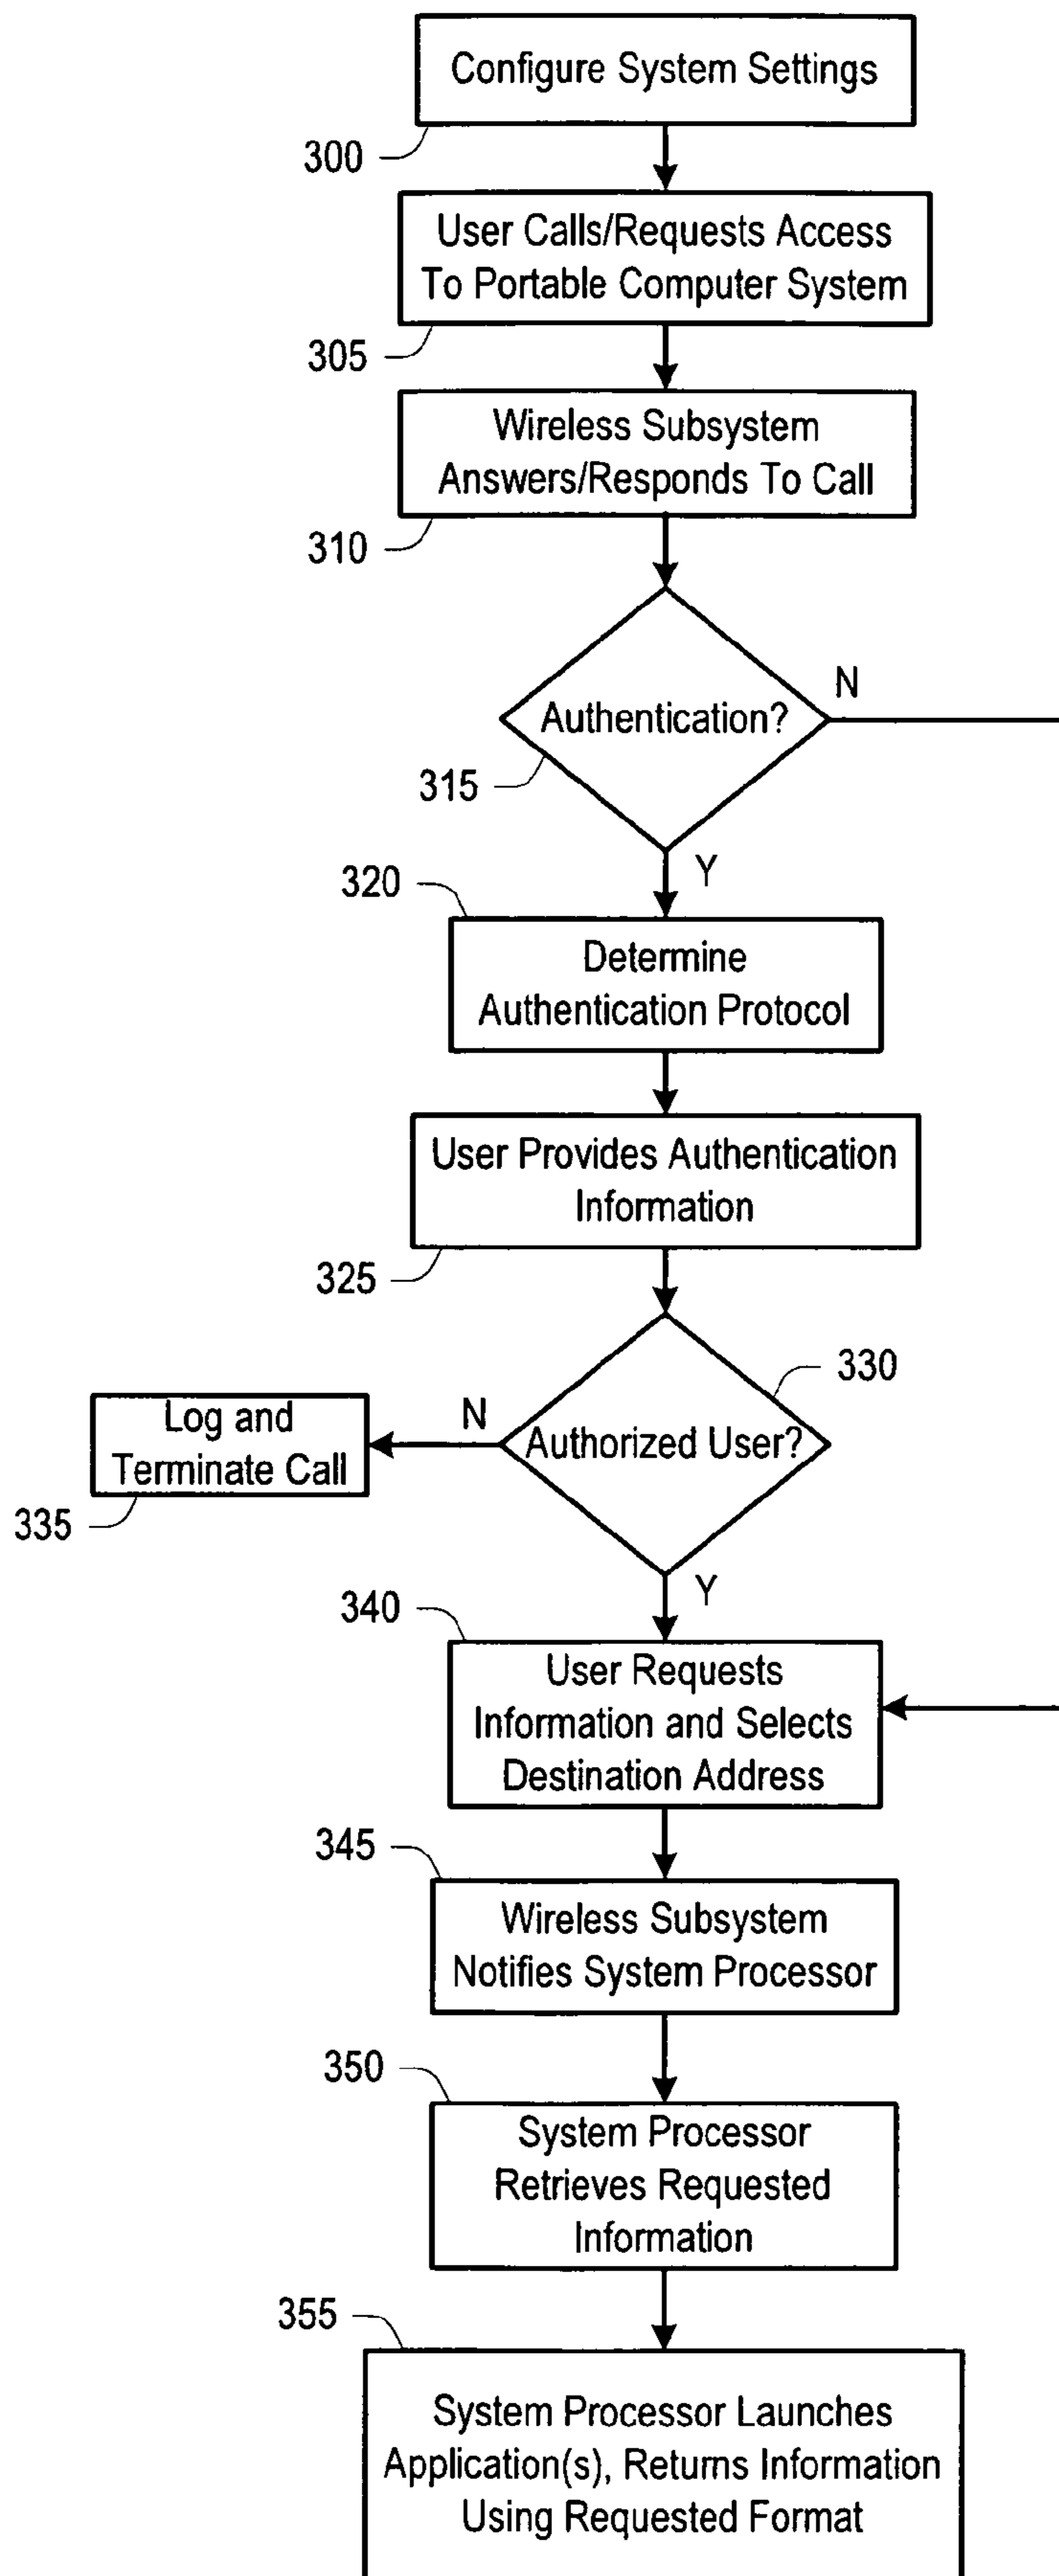 Configure System Settings
300
User Calls/Requests Access
To Portable Computer System
305
Wireless Subsystem
Answers/Responds To Call
310
Authentication?
N
315
Y
320
Determine
Authentication Protocol
User Provides Authentication
Information
325
330
Authorized User?
N
Log and
Terminate Call
335
Y
340
User Requests
Information and Selects
Destination Address
345
Wireless Subsystem
Notifies System Processor
350
System Processor
Retrieves Requested
Information
355
System Processor Launches
Application(s), Returns Information
Using Requested Format